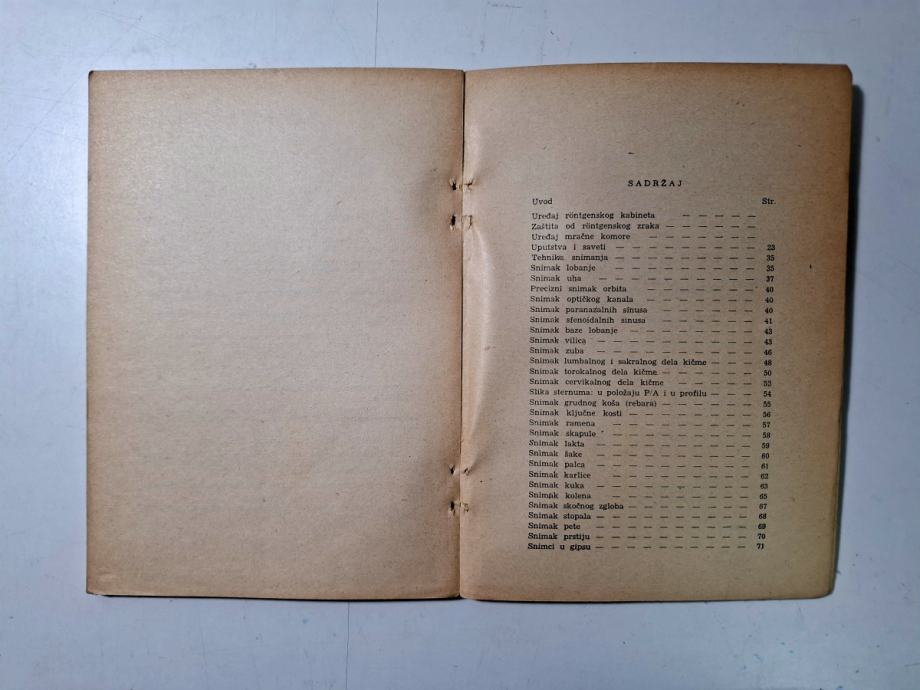 SADRŽAJ
Uvod Str.
Uređaj röntgenskog kabineta — — — — —
Zaštita od röntgenskog zraka — — — — —
Uređaj mračne komore — — — — — —
Uputstva i saveti — — — — — — — — 23
Tehnika snimanja — — — — — — — — 35
Snimak lobanje — — — — — — — — 35
Snimak uha — — — — — — — — — 37
Precizni snimak orbita — — — — — — 40
Snimak optičkog kanala — — — — — — — 40
Snimak paranazalnih sinusa — — — — — — 40
Snimak sfenoidalnih sinusa — — — — — — 41
Snimak baze lobanje — — — — — — — 43
Snimak vilica — — — — — — — — — 43
Snimak zuba — — — — — — — — — 46
Snimak lumbalnog i sakralnog dela kičme — — — 48
Snimak torokalnog dela kičme — — — — — 50
Snimak cervikalnog dela kičme — — — — — 52
Slika sternuma: u položaju P/A i u profilu — — — 54
Snimak grudnog koša (rebara) — — — — — 55
Snimak ključne kosti — — — — — — — 56
Snimak ramena — — — — — — — — 57
Snimak skapule — — — — — — — — 58
Snimak lakta — — — — — — — — — 59
Snimak šake — — — — — — — — — 60
Snimak palca — — — — — — — — — 61
Snimak karlice — — — — — — — — 62
Snimak kuka — — — — — — — — — 63
Snimak kolena — — — — — — — — 65
Snimak skočnog zgloba — — — — — — — 67
Snimak stopala — — — — — — — — — 68
Snimak pete — — — — — — — — — 69
Snimak prstiju — — — — — — — — 70
Snimci u gipsu — — — — — — — — 71